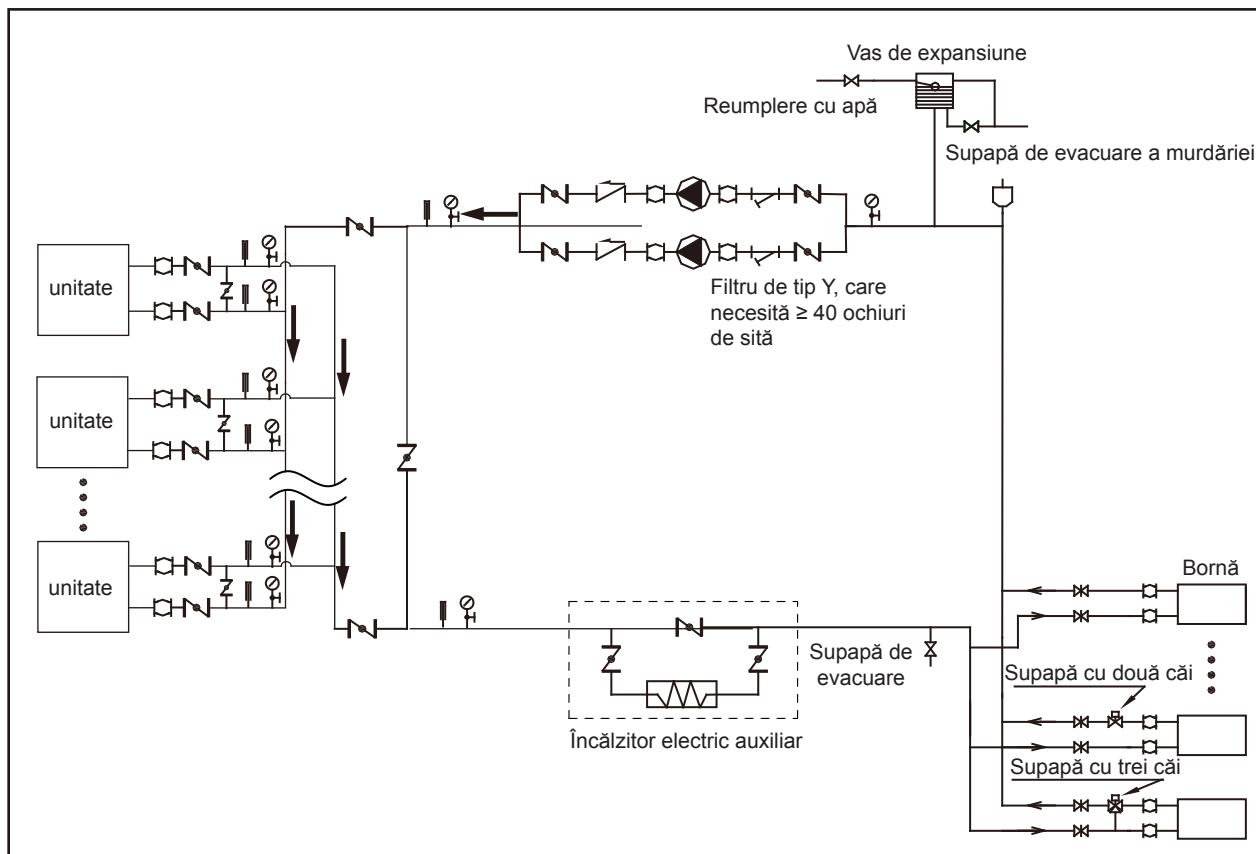 Vas de expansiune
Reumplere cu apă
Supapă de evacuare a murdăriei
unitate
Filtru de tip Y, care
necesită ≥ 40 ochiuri
de sită
unitate
unitate
Bornă
Supapă de
evacuare
Supapă cu două căi
Încălzitor electric auxiliar
Supapă cu trei căi